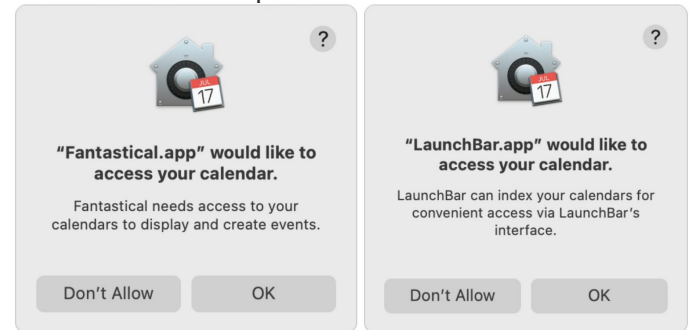 ?
JUL
17
“Fantastical.app” would like to
access your calendar.
Fantastical needs access to your
calendars to display and create events.
Don’t Allow
OK
?
JUL
17
“LaunchBar.app” would like to
access your calendar.
LaunchBar can index your calendars for
convenient access via LaunchBar’s
interface.
Don’t Allow
OK